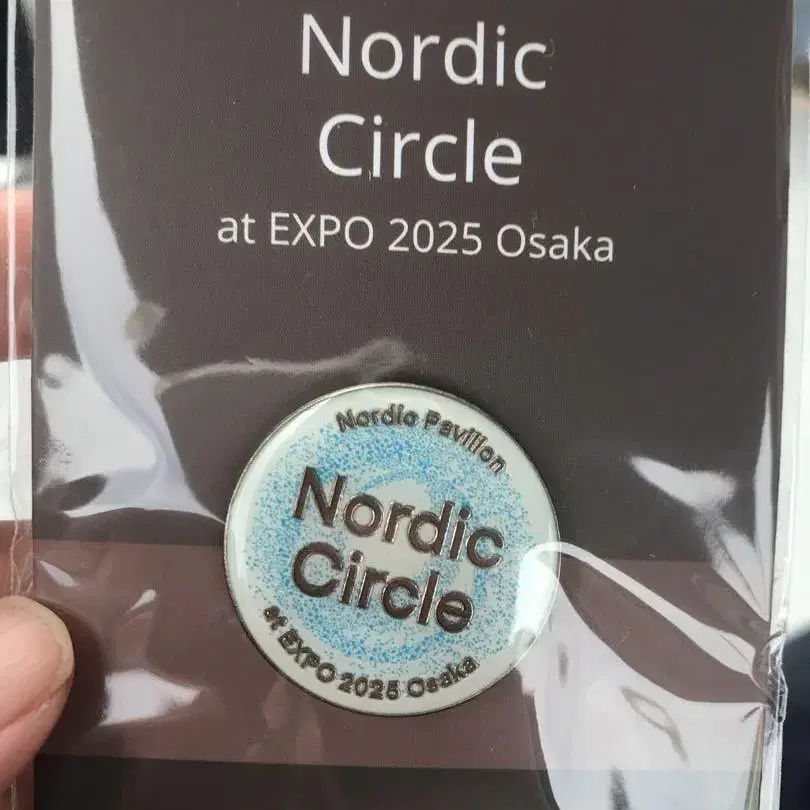 Nordic
Circle
at EXPO 2025 Osaka
Nordic Pavilion
Nordic
Circle
at EXPO 2025 Osaka